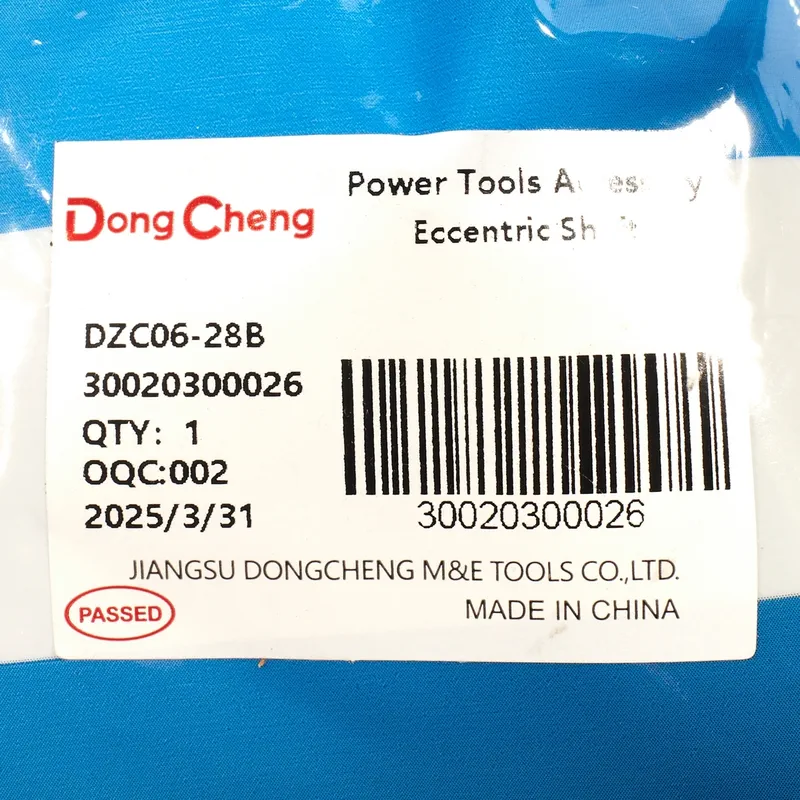 Dong Cheng
Power Tools
Eccentric
DZC06-28B
30020300026
QTY: 1
OQC:002
2025/3/31
30020300026
JIANGSU DONGCHENG M&E TOOLS CO.,LTD.
PASSED
MADE IN CHINA